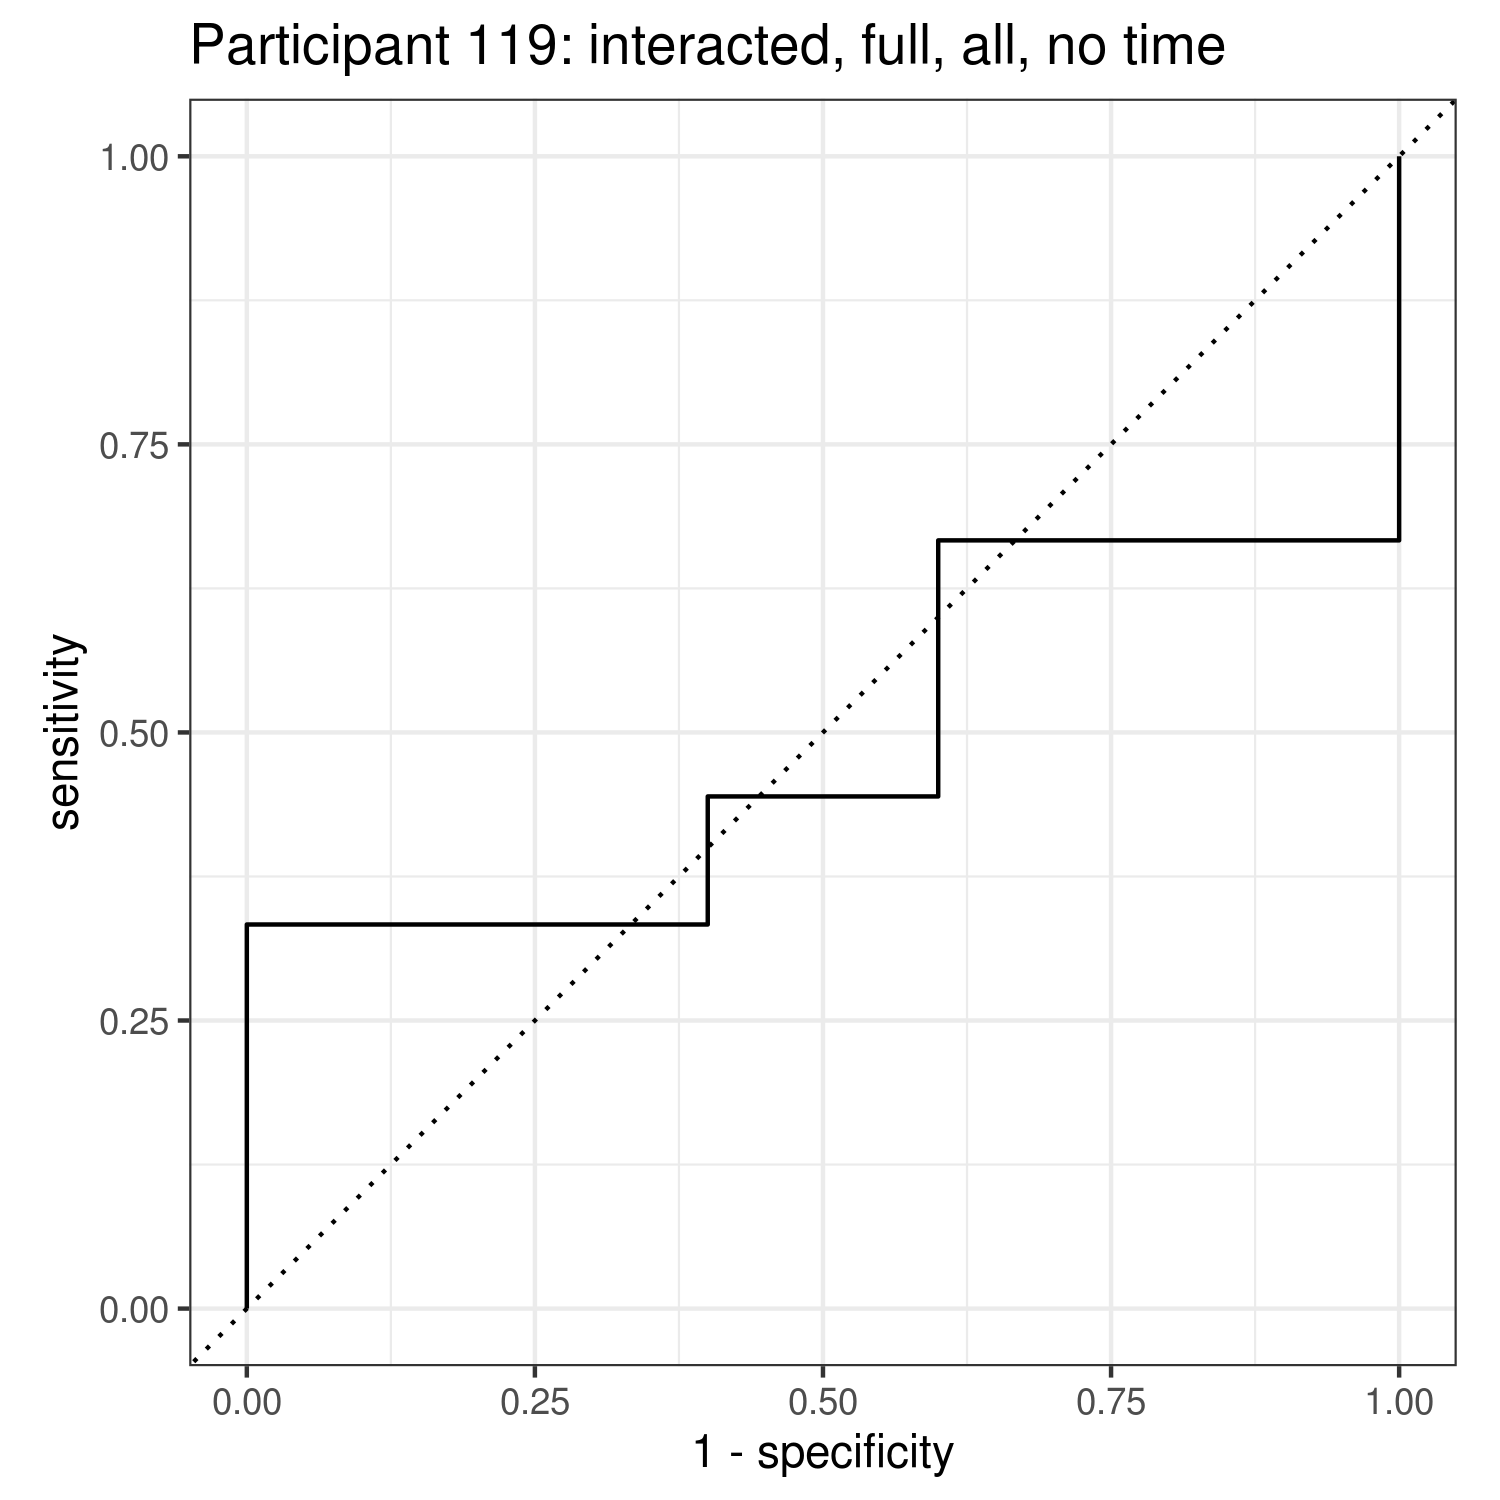 Participant 119: interacted, full, all, no time
1.00
0.75
0.50
0.25
0.00
sensitivity
0.00 0.25 0.50 0.75 1.00
1 - specificity